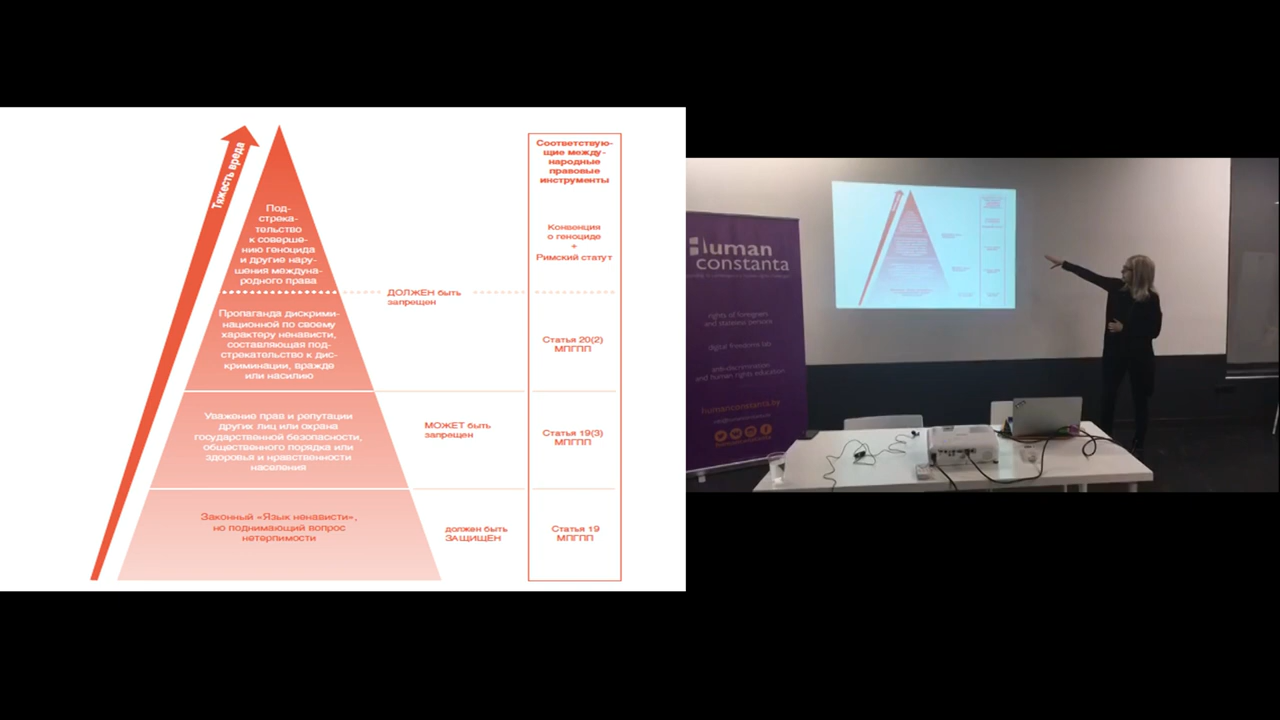 Тяжесть вреда
Под-
стрека-
тельство
к соверше-
нию геноцида
и другие нару-
шения междуна-
родного права
ДОЛЖЕН быть
запрещен
Пропаганда дискрими-
национной по своему
характеру ненависти,
составляющая под-
стрекательство к дис-
криминации, вражде
или насилию
Уважение прав и репутации
других лиц или охрана
государственной безопасности,
общественного порядка или
здоровья и нравственности
населения
МОЖЕТ быть
запрещен
Законный «Язык ненависти»,
но поднимающий вопрос
нетерпимости
должен быть
ЗАЩИЩЕН
Соответствую-
щие между-
народные
правовые
инструменты
Конвенция
о геноциде
+
Римский статут
Статья 20(2)
МПГПП
Статья 19(3)
МПГПП
Статья 19
МПГПП
Human
constanta
rights of foreigners
and stateless persons
digital freedoms lab
anti-discrimination
and human rights education
humanconstanta.by